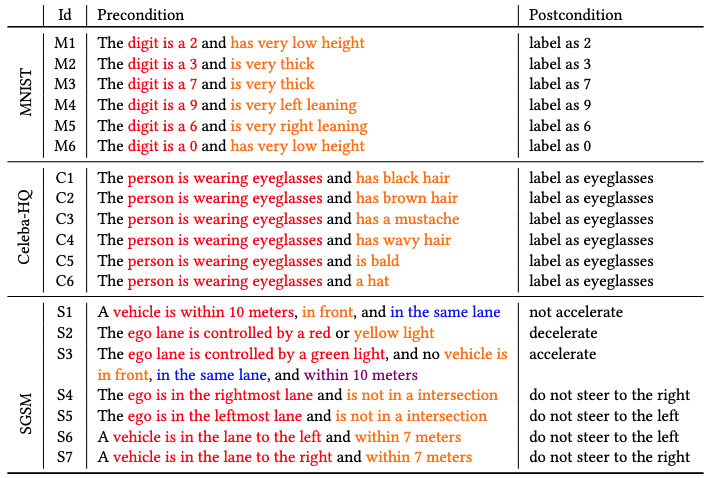 Id Precondition Postcondition
MNIST
M1 The digit is a 2 and has very low height label as 2
M2 The digit is a 3 and is very thick label as 3
M3 The digit is a 7 and is very thick label as 7
M4 The digit is a 9 and is very left leaning label as 9
M5 The digit is a 6 and is very right leaning label as 6
M6 The digit is a 0 and has very low height label as 0
Celeba-HQ
C1 The person is wearing eyeglasses and has black hair label as eyeglasses
C2 The person is wearing eyeglasses and has brown hair label as eyeglasses
C3 The person is wearing eyeglasses and has a mustache label as eyeglasses
C4 The person is wearing eyeglasses and has wavy hair label as eyeglasses
C5 The person is wearing eyeglasses and is bald label as eyeglasses
C6 The person is wearing eyeglasses and a hat label as eyeglasses
SGSM
S1 A vehicle is within 10 meters, in front, and in the same lane not accelerate
S2 The ego lane is controlled by a red or yellow light decelerate
S3 The ego lane is controlled by a green light, and no vehicle is accelerate
in front, in the same lane, and within 10 meters
S4 The ego is in the rightmost lane and is not in a intersection do not steer to the right
S5 The ego is in the leftmost lane and is not in a intersection do not steer to the left
S6 A vehicle is in the lane to the left and within 7 meters do not steer to the left
S7 A vehicle is in the lane to the right and within 7 meters do not steer to the right